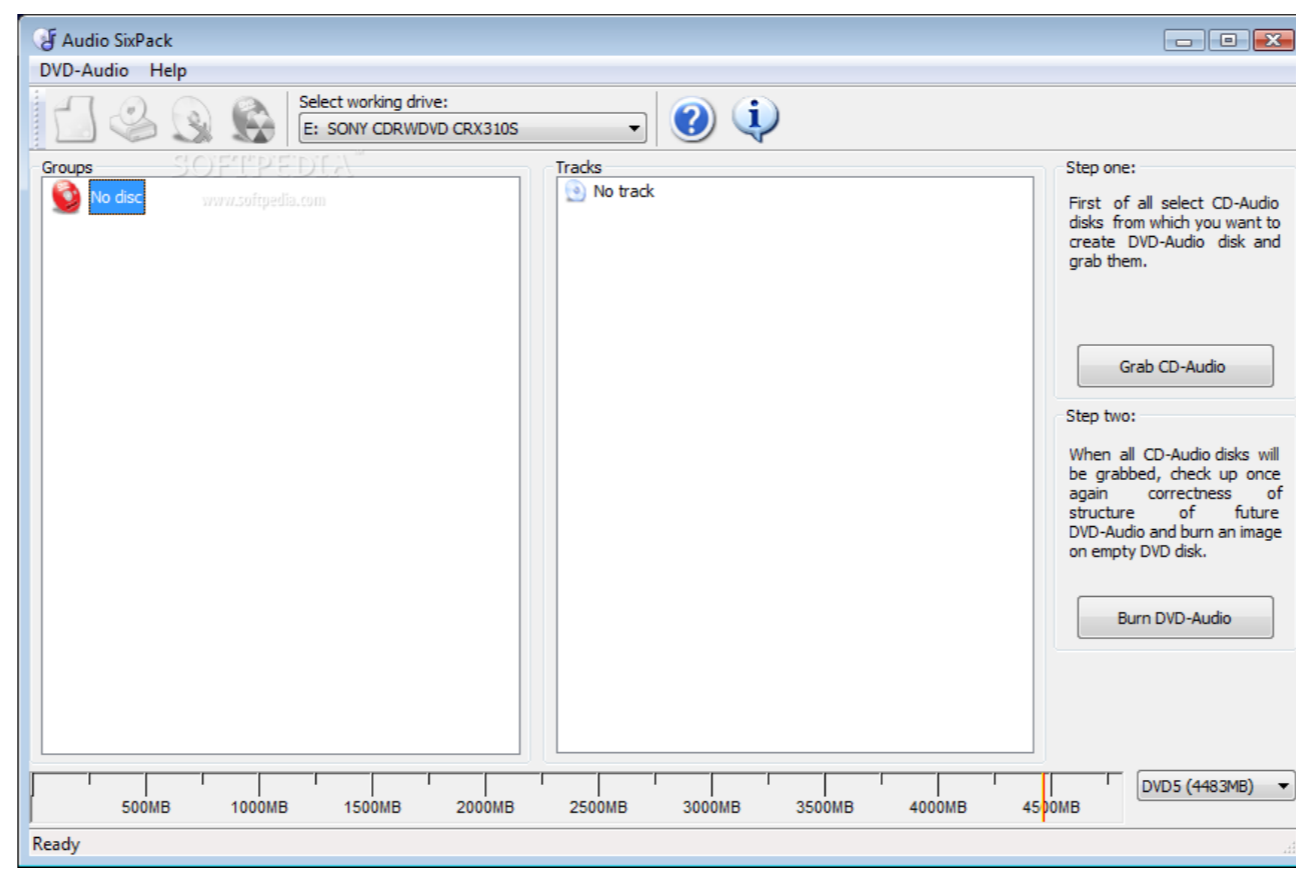 Audio SixPack
DVD-Audio Help
Select working drive:
E: SONY CDRWDVD CRX310S
SOFTPEDIA
www.softpedia.com
Groups
No disc
Tracks
No track
Step one:
First of all select CD-Audio
disks from which you want to
create DVD-Audio disk and
grab them.
Grab CD-Audio
Step two:
When all CD-Audio disks will
be grabbed, check up once
again correctness of
structure of future
DVD-Audio and burn an image
on empty DVD disk.
Burn DVD-Audio
500MB 1000MB 1500MB 2000MB 2500MB 3000MB 3500MB 4000MB 4500MB
DVD5 (4483MB)
Ready